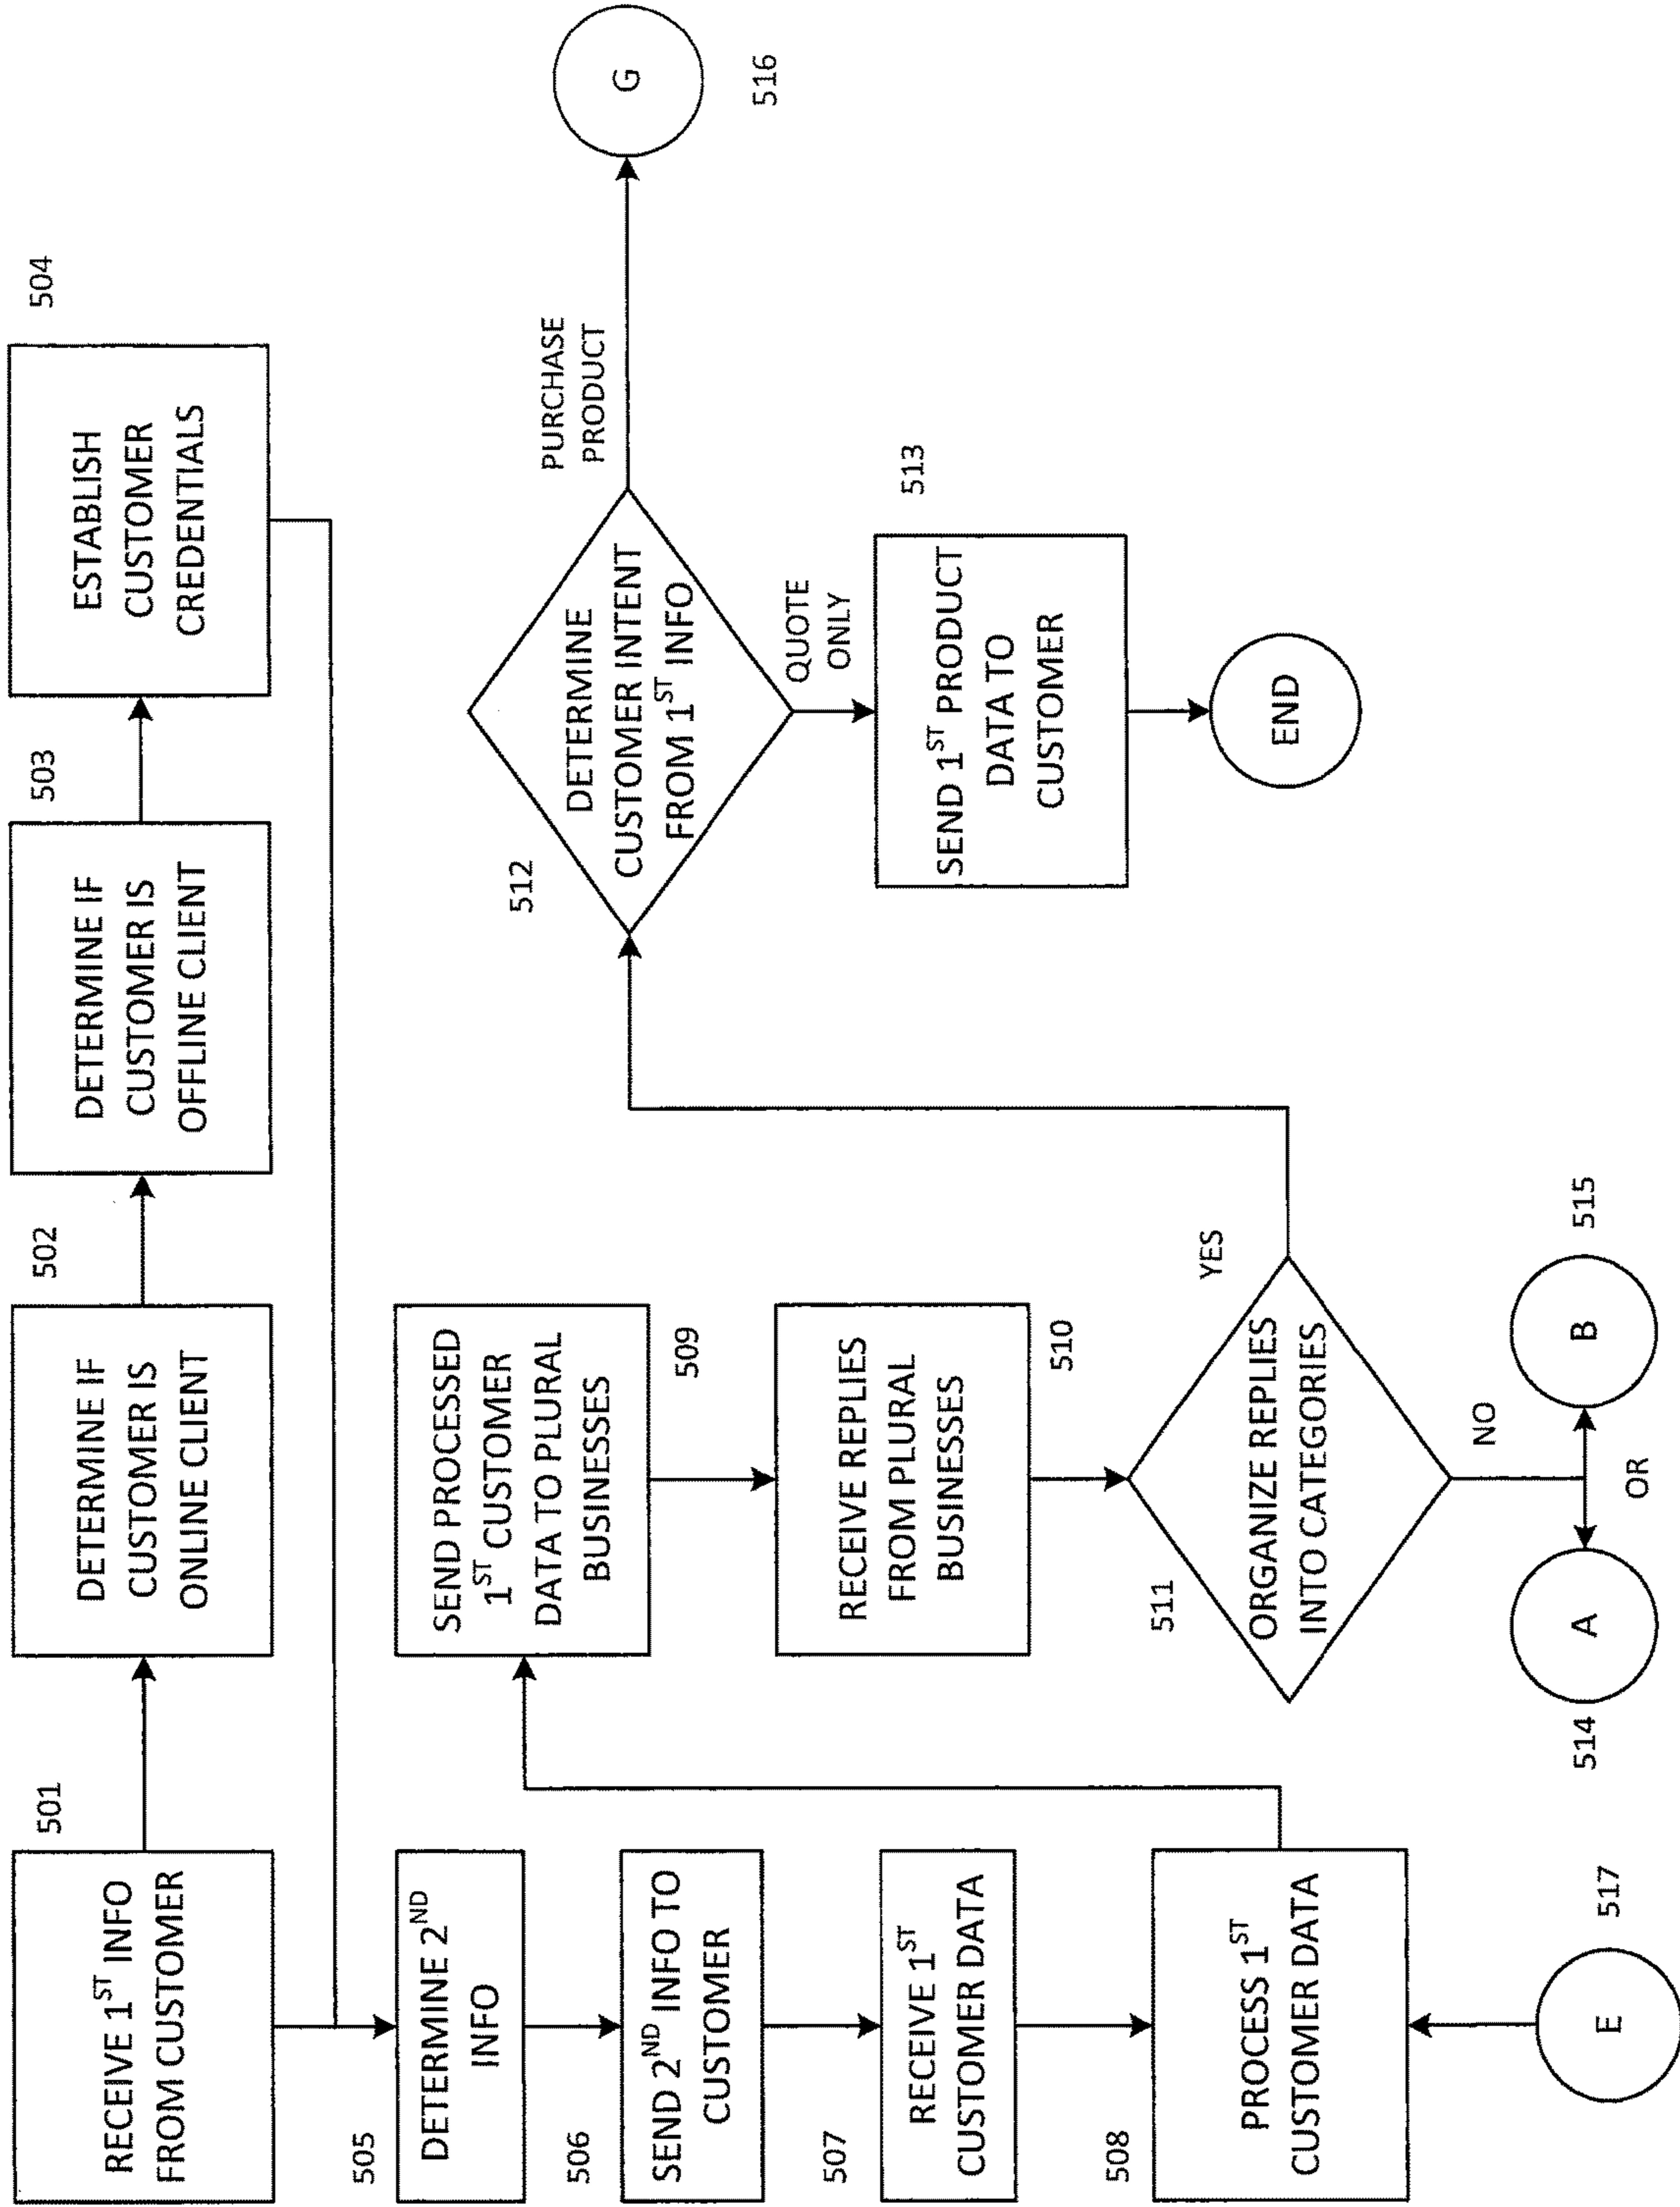 501
RECEIVE 1ST INFO
FROM CUSTOMER
502
DETERMINE IF
CUSTOMER IS
ONLINE CLIENT
503
DETERMINE IF
CUSTOMER IS
OFFLINE CLIENT
504
ESTABLISH
CUSTOMER
CREDENTIALS
505
DETERMINE 2ND
INFO
506
SEND 2ND INFO TO
CUSTOMER
507
RECEIVE 1ST
CUSTOMER DATA
508
PROCESS 1ST
CUSTOMER DATA
E
517
SEND PROCESSED
1ST CUSTOMER
DATA TO PLURAL
BUSINESSES
509
RECEIVE REPLIES
FROM PLURAL
BUSINESSES
510
511
ORGANIZE REPLIES
INTO CATEGORIES
YES
NO
A
OR
B
514
515
512
DETERMINE
CUSTOMER INTENT
FROM 1ST INFO
PURCHASE
PRODUCT
G
516
QUOTE
ONLY
513
SEND 1ST PRODUCT
DATA TO
CUSTOMER
END